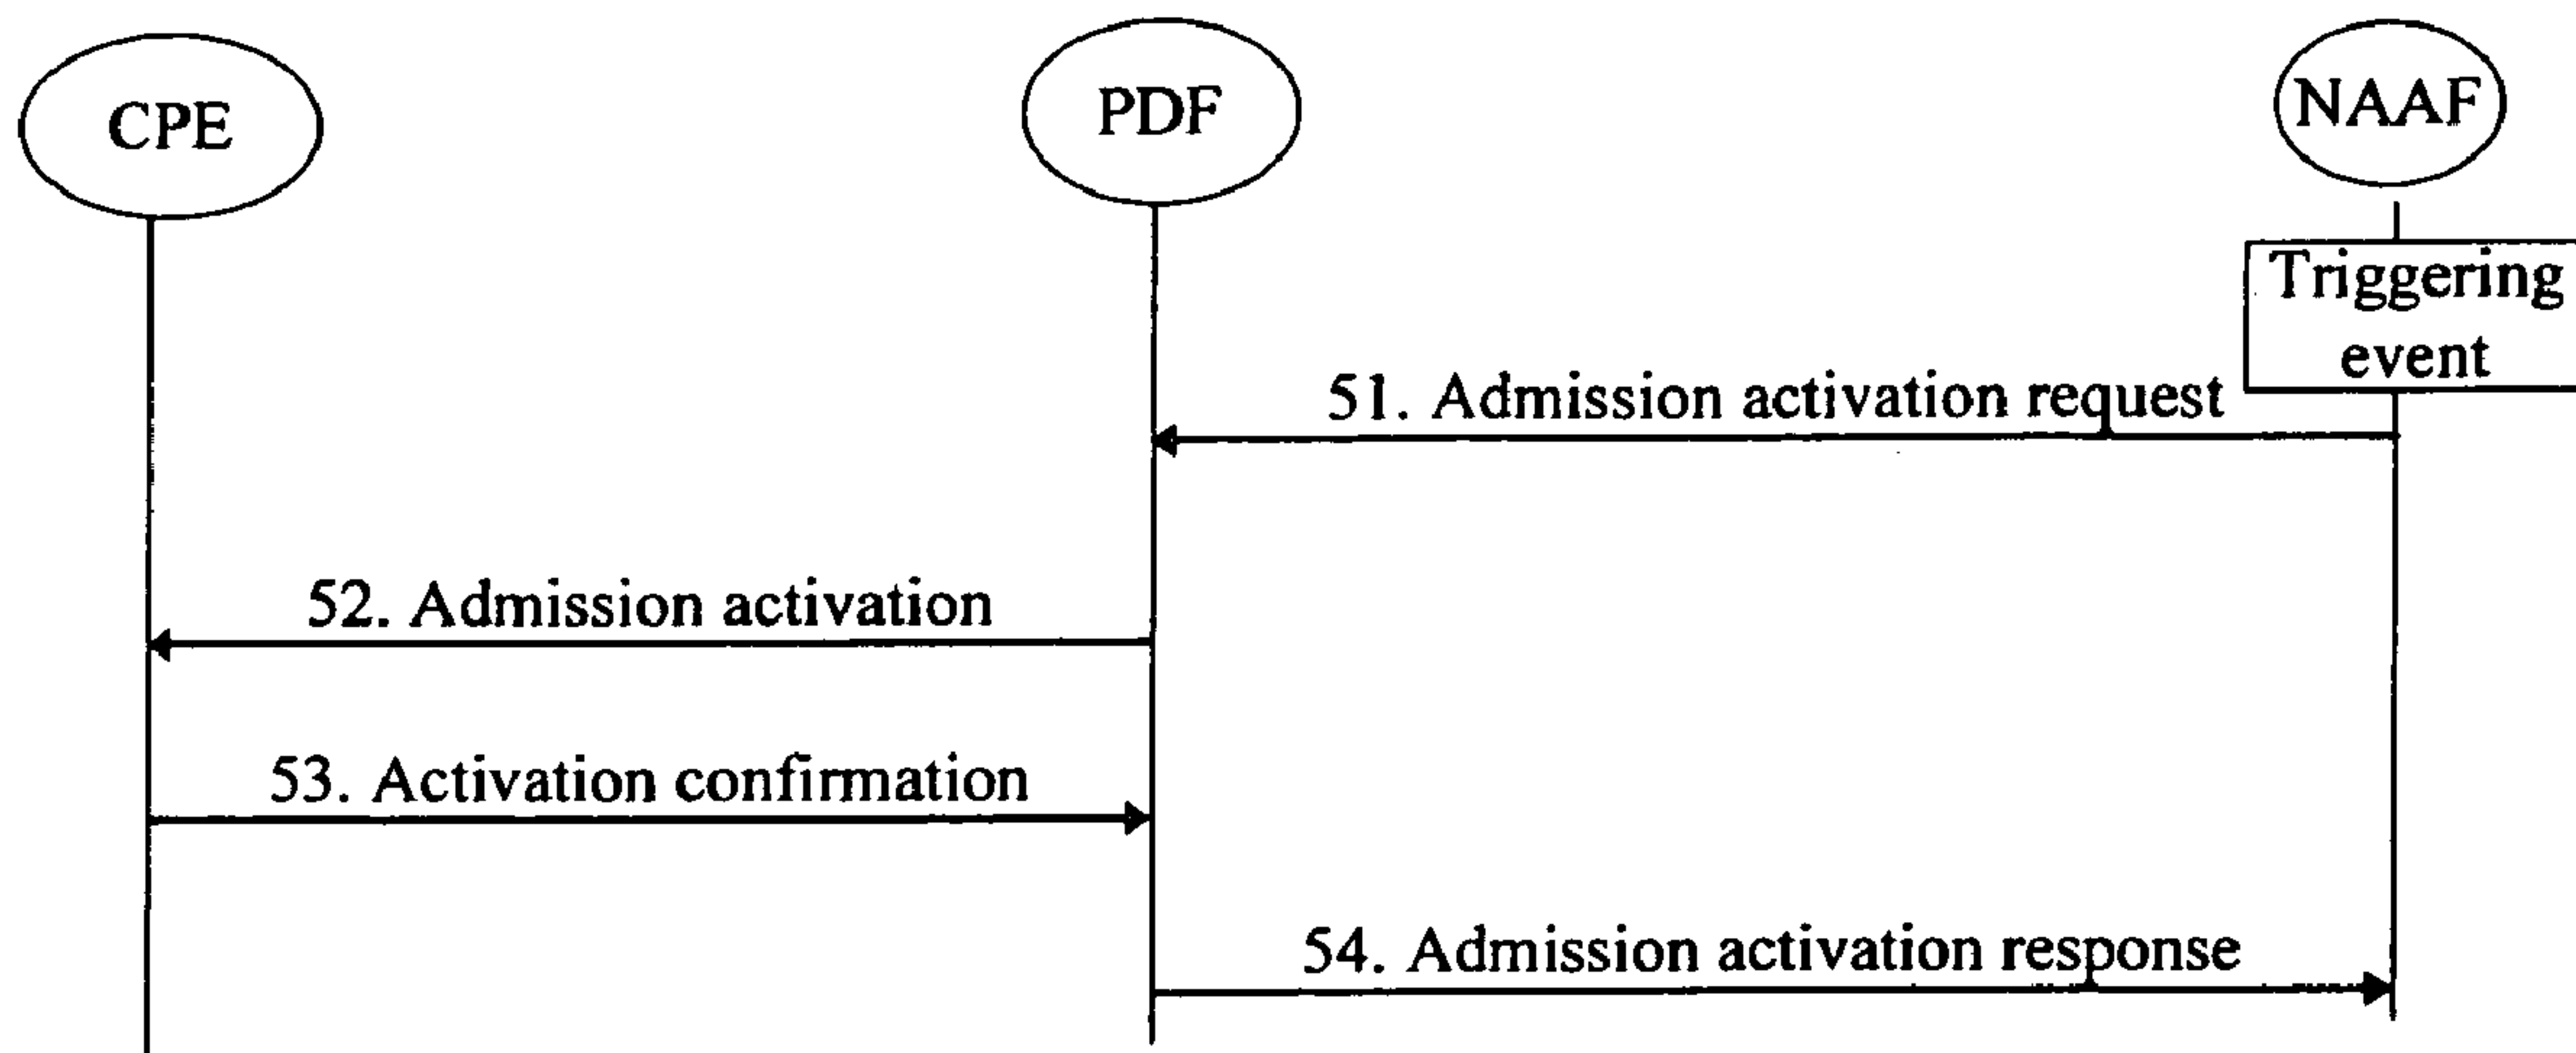 CPE
PDF
NAAF
Triggering
event
51. Admission activation request
52. Admission activation
53. Activation confirmation
54. Admission activation response